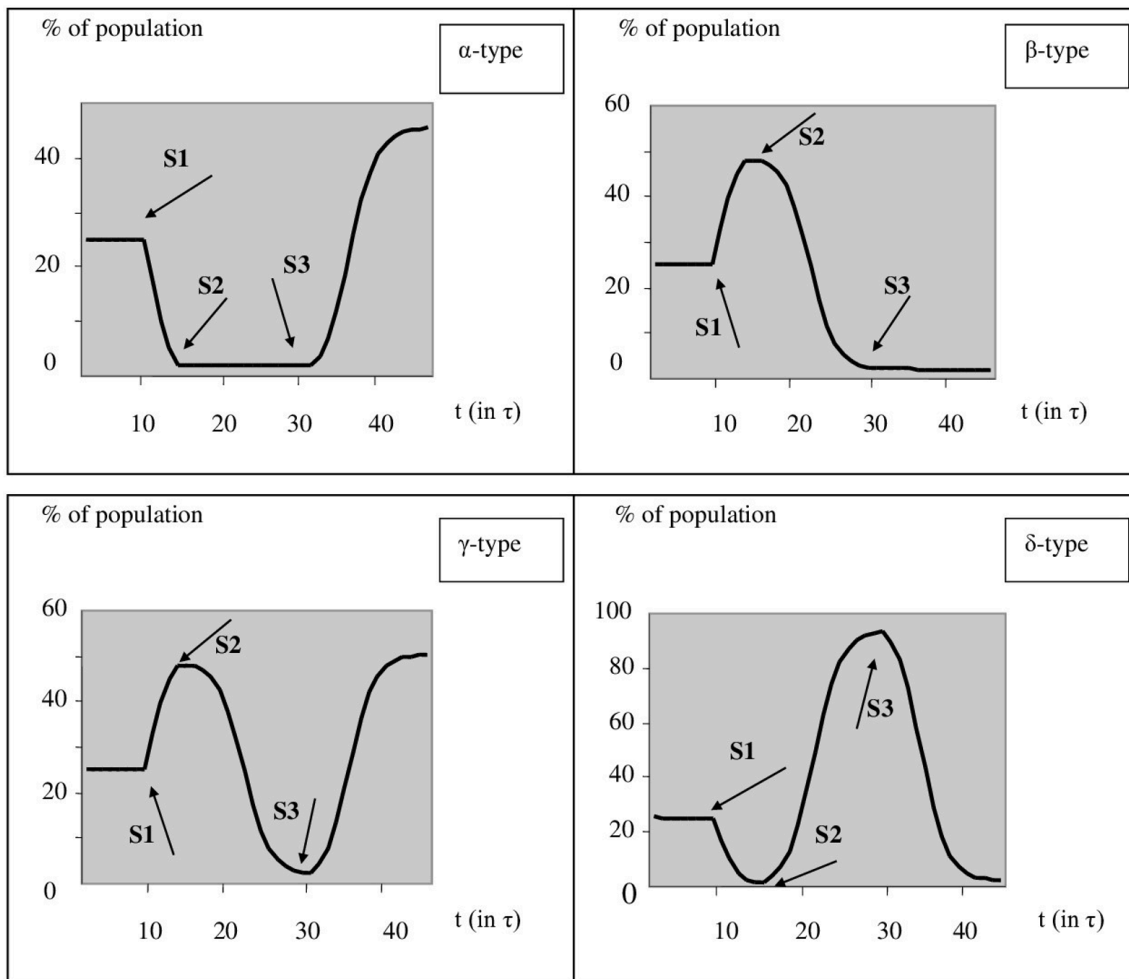 % of population
α-type
40
20
0
S1
S2
S3
10 20 30 40 t (in τ)
% of population
β-type
60
40
20
0
S2
S1
S3
10 20 30 40 t (in τ)
% of population
γ-type
60
40
20
0
S2
S1
S3
10 20 30 40 t (in τ)
% of population
δ-type
100
80
60
40
20
0
S1
S2
S3
10 20 30 40 t (in τ)